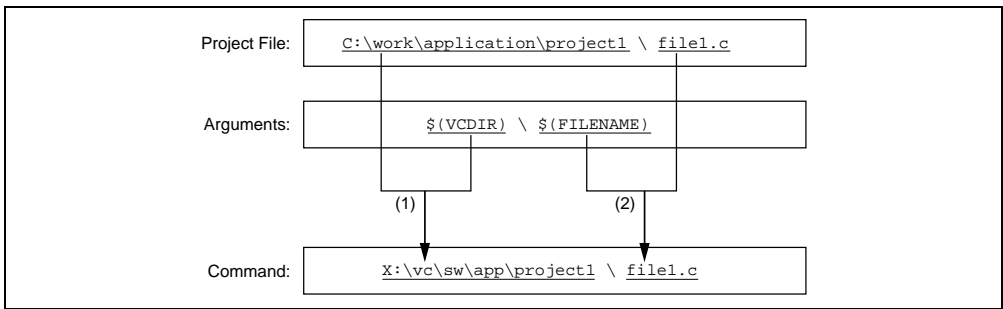 Project File: C:\work\application\project1 \ file1.c
Arguments: $(VCDIR) \ $(FILENAME)
(1) (2)
Command: X:\vc\sw\app\project1 \ file1.c